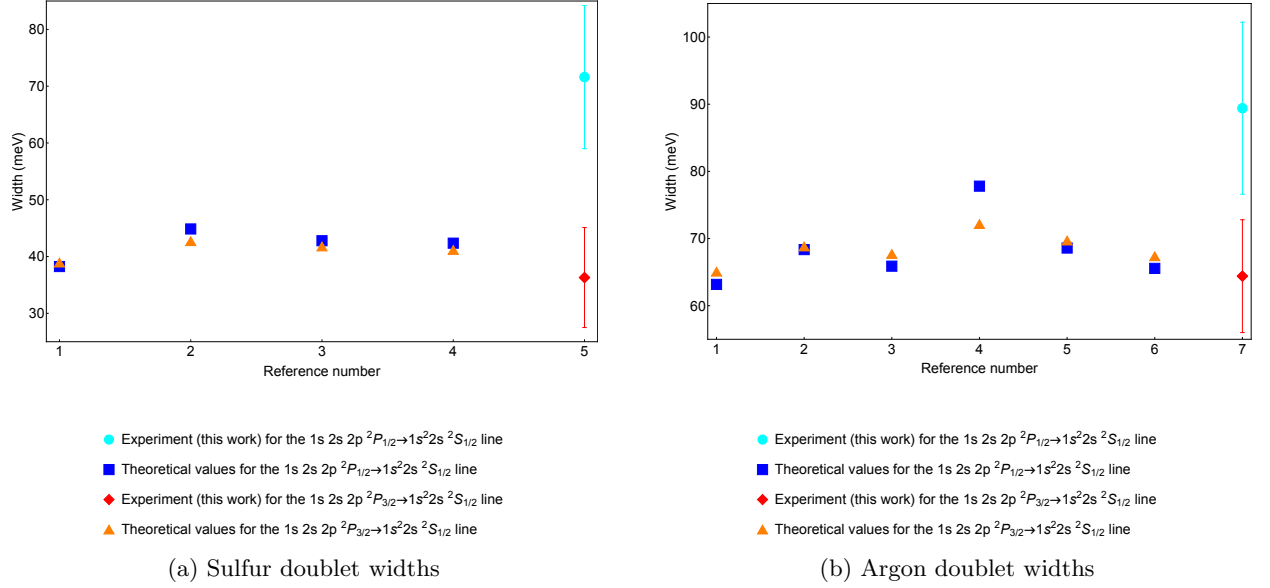 80
70
60
50
40
30
Width (meV)
1 2 3 4 5
Reference number
Experiment (this work) for the 1s 2s 2p ²P₁/₂→1s²2s ²S₁/₂ line
Theoretical values for the 1s 2s 2p ²P₁/₂→1s²2s ²S₁/₂ line
Experiment (this work) for the 1s 2s 2p ²P₃/₂→1s²2s ²S₁/₂ line
Theoretical values for the 1s 2s 2p ²P₃/₂→1s²2s ²S₁/₂ line
(a) Sulfur doublet widths
100
90
80
70
60
Width (meV)
1 2 3 4 5 6 7
Reference number
Experiment (this work) for the 1s 2s 2p ²P₁/₂→1s²2s ²S₁/₂ line
Theoretical values for the 1s 2s 2p ²P₁/₂→1s²2s ²S₁/₂ line
Experiment (this work) for the 1s 2s 2p ²P₃/₂→1s²2s ²S₁/₂ line
Theoretical values for the 1s 2s 2p ²P₃/₂→1s²2s ²S₁/₂ line
(b) Argon doublet widths